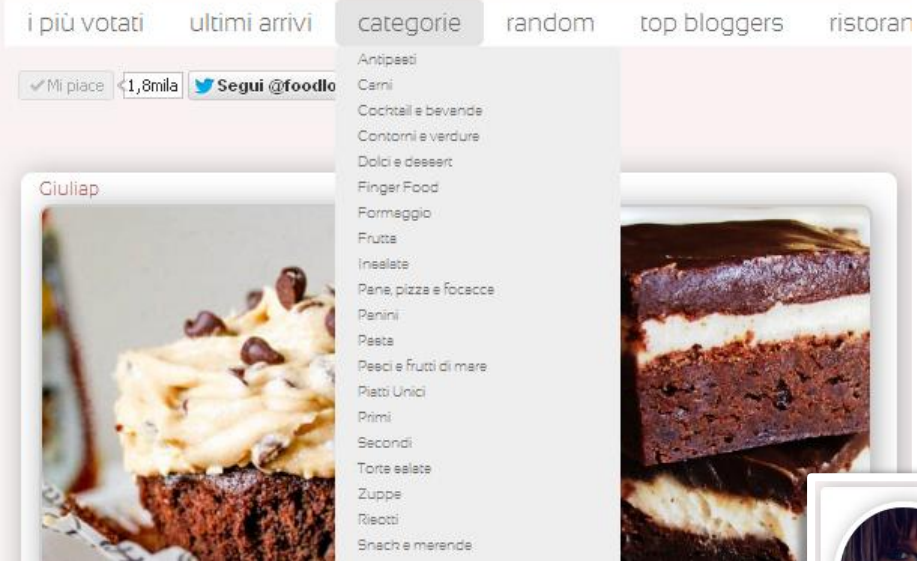 i più votati ultimi arrivi categorie random top bloggers ristoran
Mi piace 1,8mila Segui @foodlo
Antipasti
Carni
Cocktail e bevande
Contorni e verdure
Dolci e dessert
Finger Food
Formaggio
Frutta
Insalate
Pane, pizza e focacce
Panini
Pasta
Pesci e frutti di mare
Piatti Unici
Primi
Secondi
Torte salate
Zuppe
Risotti
Snack e merende
Giuliap